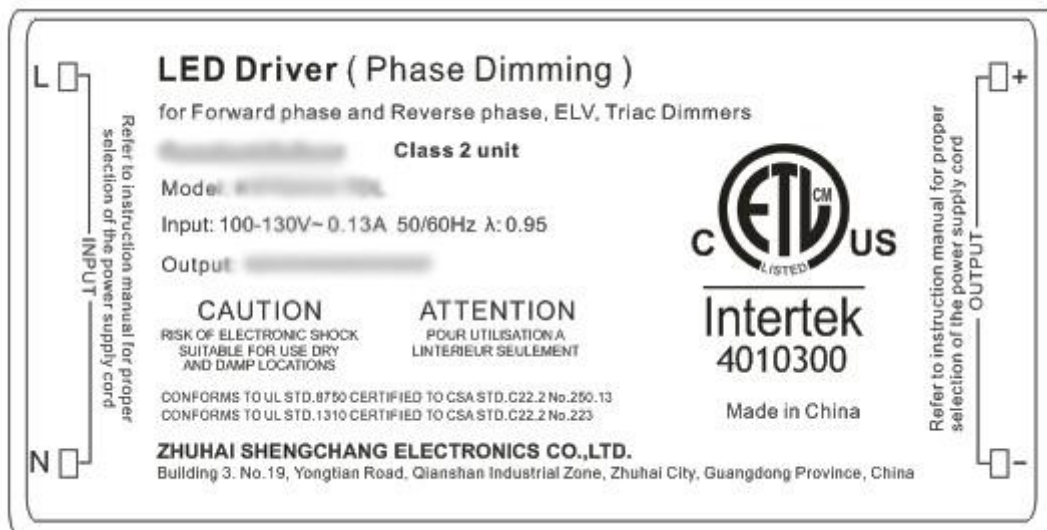 LED Driver ( Phase Dimming )
for Forward phase and Reverse phase, ELV, Triac Dimmers
Class 2 unit
Model: TDL
Input: 100-130V~ 0.13A 50/60Hz λ: 0.95
Output:
CAUTION
RISK OF ELECTRONIC SHOCK
SUITABLE FOR USE DRY
AND DAMP LOCATIONS
ATTENTION
POUR UTILISATION A
LINTERIEUR SEULEMENT
CONFORMS TO UL STD.8750 CERTIFIED TO CSA STD.C22.2 No.250.13
CONFORMS TO UL STD.1310 CERTIFIED TO CSA STD.C22.2 No.223
ZHUHAI SHENGCHANG ELECTRONICS CO.,LTD.
Building 3. No.19, Yongtian Road, Qianshan Industrial Zone, Zhuhai City, Guangdong Province, China
L
INPUT
N
Refer to instruction manual for proper
selection of the power supply cord
C ETL CM US
LISTED
Intertek
4010300
Made in China
Refer to instruction manual for proper
selection of the power supply cord
+
OUTPUT
-